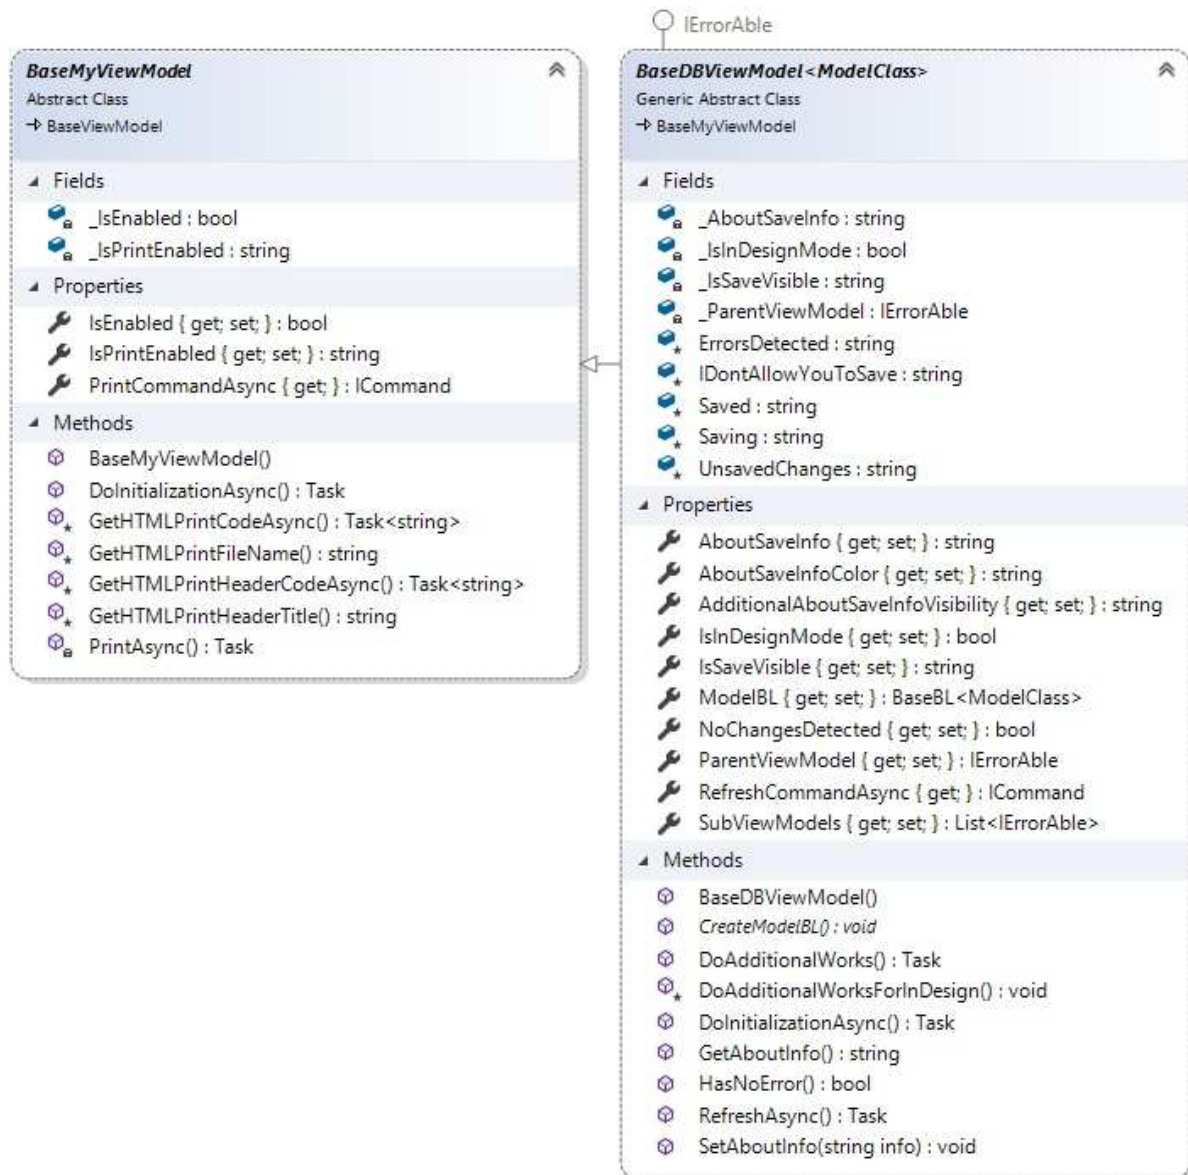 IErrorAble
BaseMyViewModel
Abstract Class
BaseViewModel
Fields
_IsEnabled : bool
_IsPrintEnabled : string
Properties
IsEnabled { get; set; } : bool
IsPrintEnabled { get; set; } : string
PrintCommandAsync { get; } : ICommand
Methods
BaseMyViewModel()
DoInitializationAsync() : Task
GetHTMLPrintCodeAsync() : Task<string>
GetHTMLPrintFileName() : string
GetHTMLPrintHeaderCodeAsync() : Task<string>
GetHTMLPrintHeaderTitle() : string
PrintAsync() : Task
BaseDBViewModel<ModelClass>
Generic Abstract Class
BaseMyViewModel
Fields
_AboutSaveInfo : string
_IsInDesignMode : bool
_IsSaveVisible : string
_ParentViewModel : IErrorAble
ErrorsDetected : string
IDontAllowYouToSave : string
Saved : string
Saving : string
UnsavedChanges : string
Properties
AboutSaveInfo { get; set; } : string
AboutSaveInfoColor { get; set; } : string
AdditionalAboutSaveInfoVisibility { get; set; } : string
IsInDesignMode { get; set; } : bool
IsSaveVisible { get; set; } : string
ModelBL { get; set; } : BaseBL<ModelClass>
NoChangesDetected { get; set; } : bool
ParentViewModel { get; set; } : IErrorAble
RefreshCommandAsync { get; } : ICommand
SubViewModels { get; set; } : List<IErrorAble>
Methods
BaseDBViewModel()
CreateModelBL() : void
DoAdditionalWorks() : Task
DoAdditionalWorksForInDesign() : void
DoInitializationAsync() : Task
GetAboutInfo() : string
HasNoError() : bool
RefreshAsync() : Task
SetAboutInfo(string info) : void